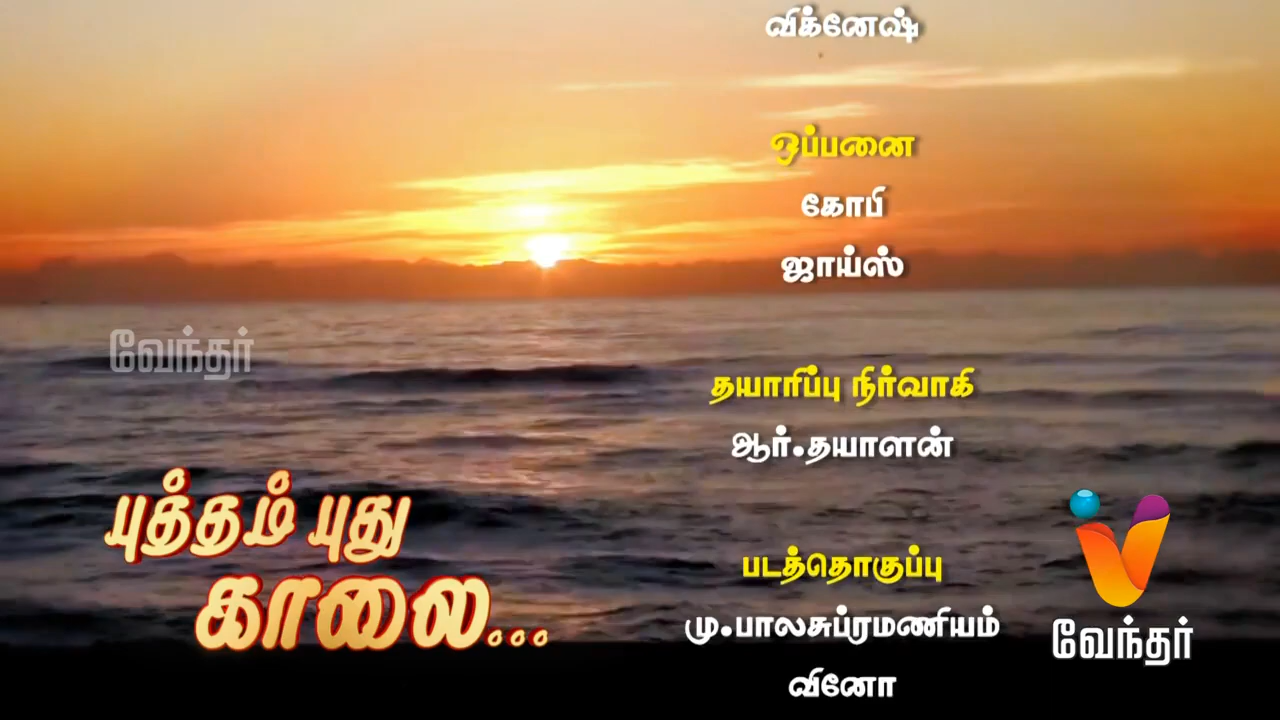 விக்னேஷ்
ஒப்பனை
கோபி
ஜாய்ஸ்
வேந்தர்
தயாரிப்பு நிர்வாகி
ஆர்.தயாளன்
புத்தம் புது
காலை...
படத்தொகுப்பு
மு.பாலசுப்ரமணியம்
வினோ
வேந்தர்